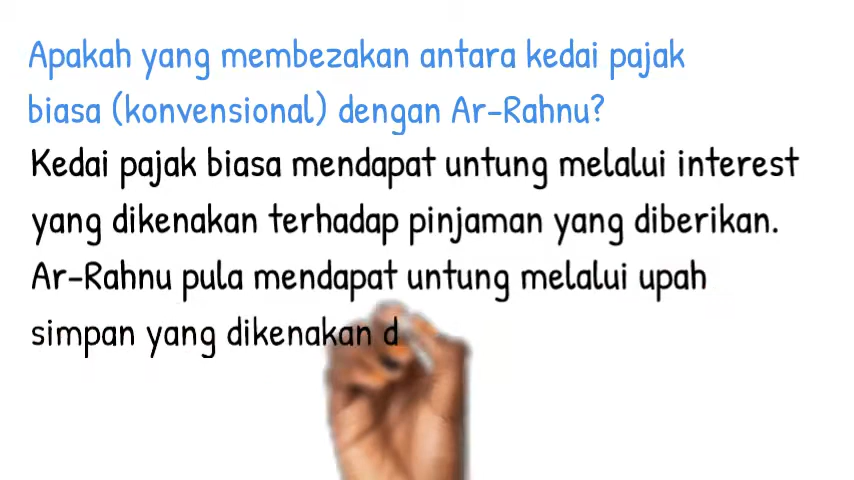 Apakah yang membezakan antara kedai pajak
biasa (konvensional) dengan Ar-Rahnu?
Kedai pajak biasa mendapat untung melalui interest
yang dikenakan terhadap pinjaman yang diberikan.
Ar-Rahnu pula mendapat untung melalui upah
simpan yang dikenakan d